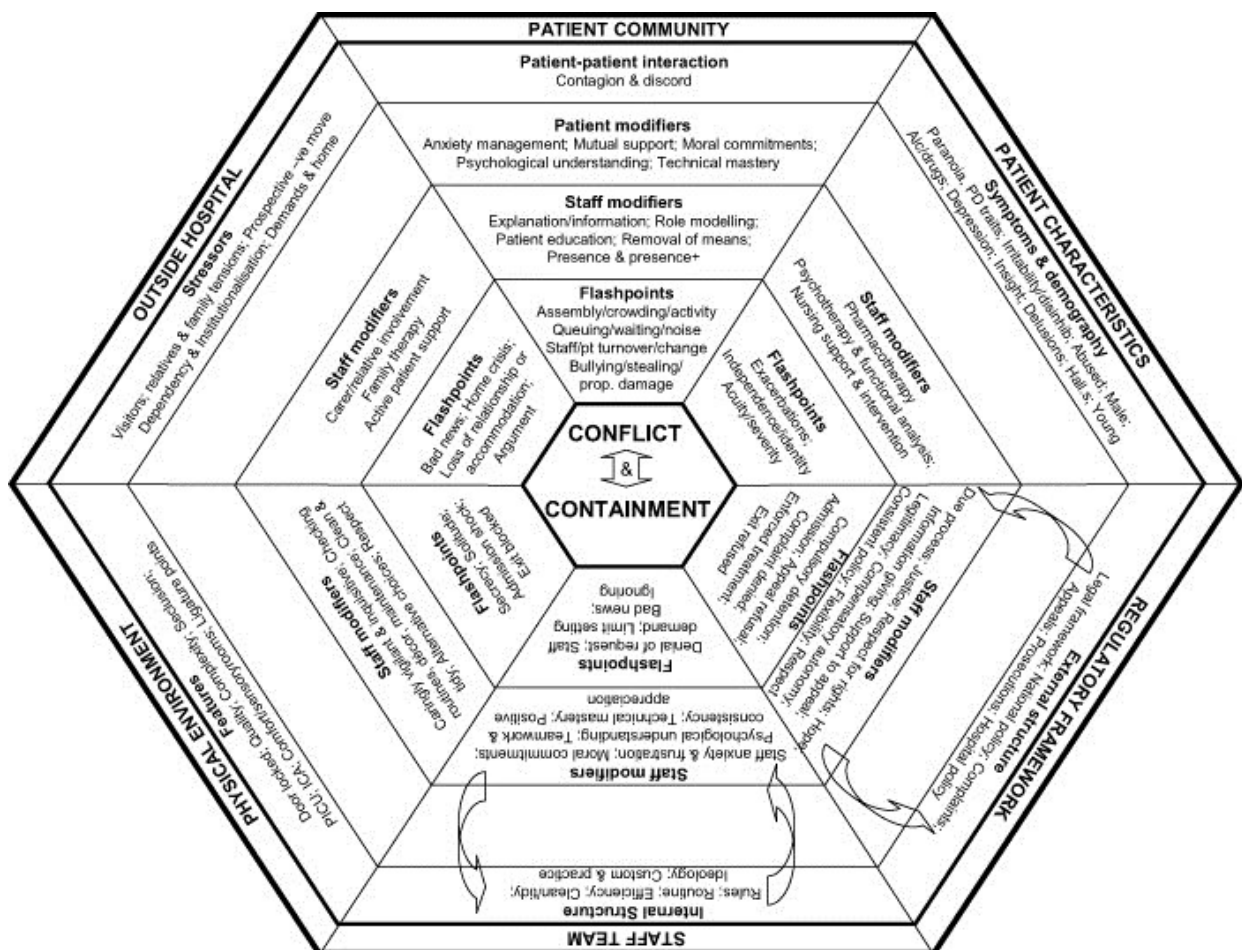 PATIENT COMMUNITY
Patient-patient interaction
Contagion & discord
Patient modifiers
Anxiety management; Mutual support; Moral commitments;
Psychological understanding; Technical mastery
Staff modifiers
Explanation/information; Role modelling;
Patient education; Removal of means;
Presence & presence+
Flashpoints
Assembly/crowding/activity
Queuing/waiting/noise
Staff/pt turnover/change
Bullying/stealing/
prop. damage
CONFLICT
&
CONTAINMENT
PATIENT CHARACTERISTICS
Symptoms & demography
Paranoia, PD traits; Irritability/disinhib; Abused; Male;
Alc/drugs; Depression; Insight; Delusions; Hall.s; Young
Staff modifiers
Pharmacotherapy
Psychotherapy & functional analysis;
Nursing support & intervention
Flashpoints
Exacerbations;
Independence/identity
Acuity/severity
REGULATORY FRAMEWORK
External structure
Legal framework; National policy; Complaints;
Appeals; Prosecutions; Hospital policy
Staff modifiers
Due process; Justice; Respect for rights; Hope;
Information giving; Support to appeal;
Legitimacy; Compensatory autonomy;
Consistent policy; Flexibility; Respect
Flashpoints
Compulsory detention;
Admission; Appeal refusal;
Complaint denied;
Enforced treatment;
Exit refused
STAFF TEAM
Internal Structure
Rules; Routine; Efficiency; Clean/tidy;
Ideology; Custom & practice
Staff modifiers
Staff anxiety & frustration; Moral commitments;
Psychological understanding; Teamwork &
consistency; Technical mastery; Positive
appreciation
Flashpoints
Denial of request; Staff
demand; Limit setting
Bad news;
Ignoring
PHYSICAL ENVIRONMENT
Features
Door locked; Quality; Complexity; Seclusion;
PICU; ICA; Comfort/sensoryrooms; Ligature points
Staff modifiers
Caringly vigilant & inquisitive; Checking
routines; decor, maintenance; Clean &
tidy; Alternative choices; Respect
Flashpoints
Secrecy; Solitude;
Admission shock;
Exit blocked
OUTSIDE HOSPITAL
Stressors
Visitors; relatives & family tensions; Prospective –ve move
Dependency & Institutionalisation; Demands & home
Staff modifiers
Carer/relative involvement
Family therapy
Active patient support
Flashpoints
Bad news; Home crisis;
Loss of relationship or
accommodation;
Argument